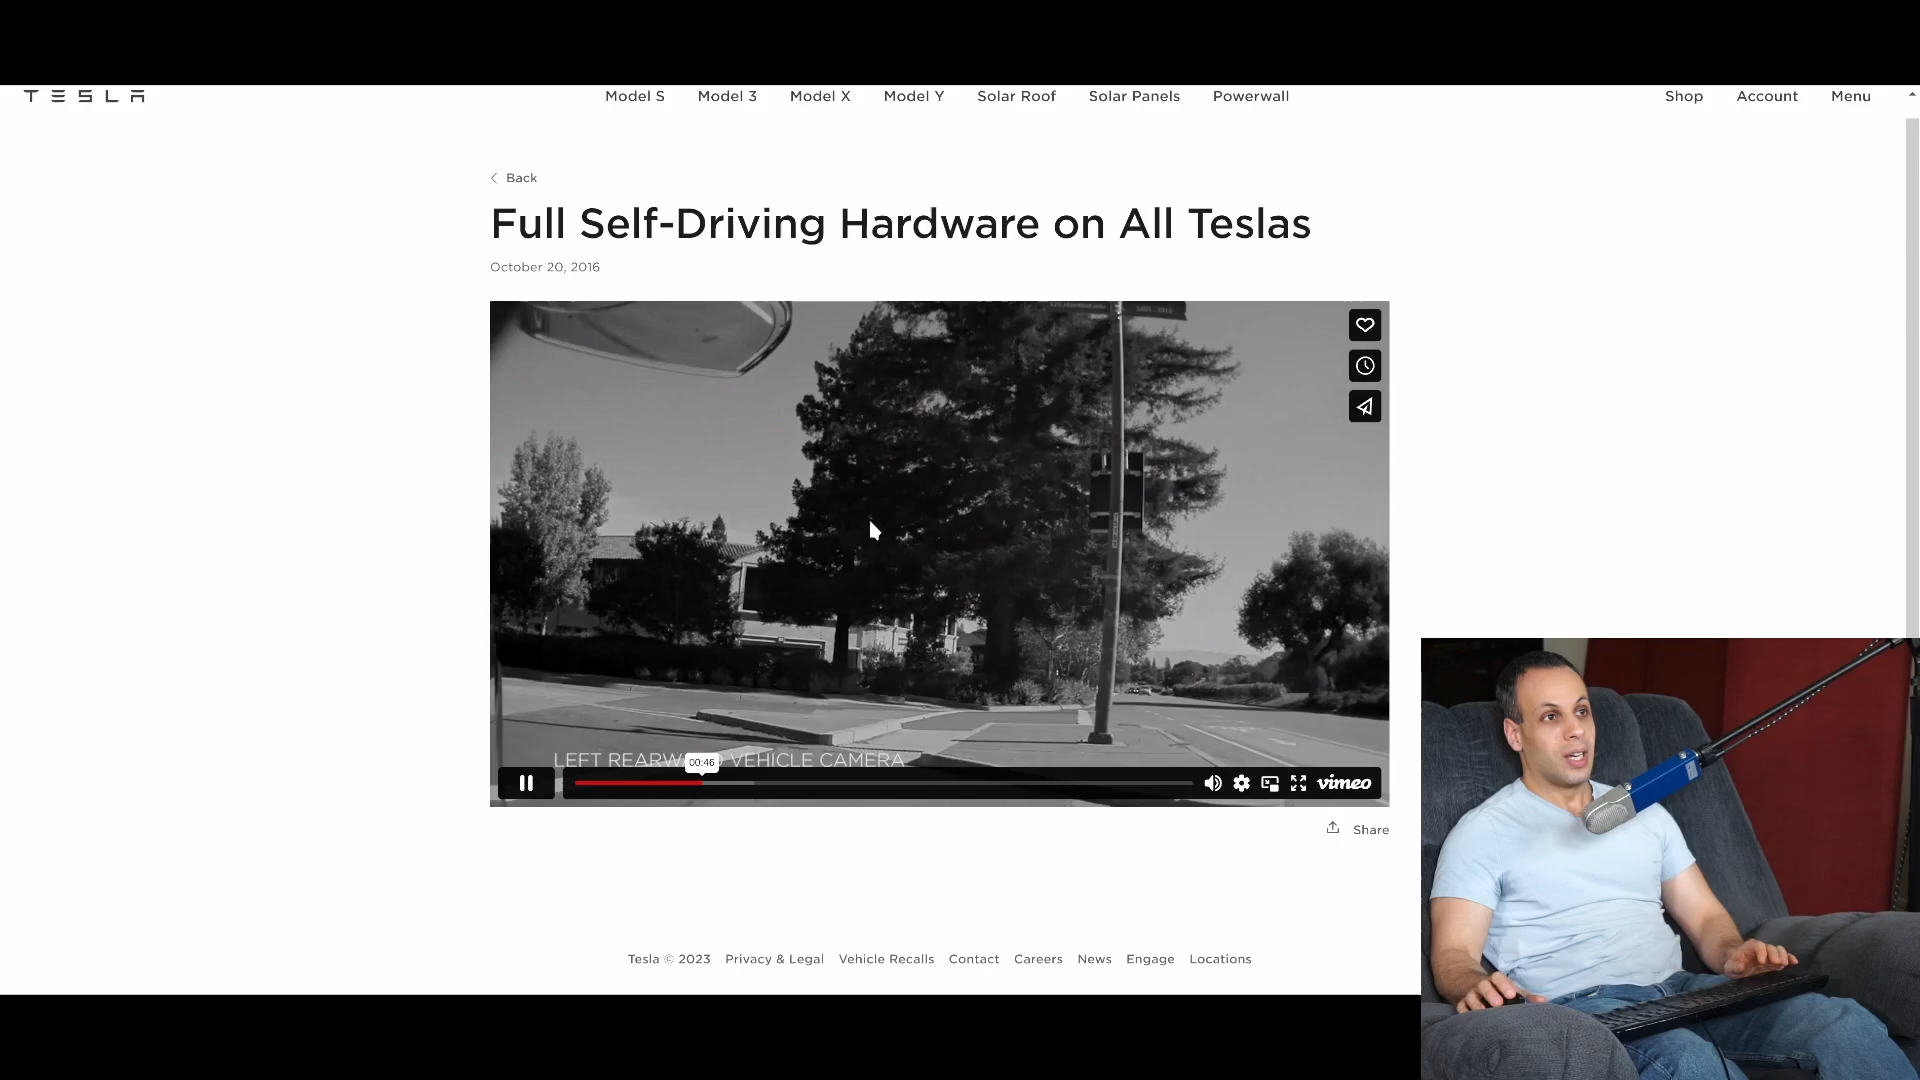 TESLA
Model S Model 3 Model X Model Y Solar Roof Solar Panels Powerwall
Shop Account Menu
Back
Full Self-Driving Hardware on All Teslas
October 20, 2016
VEHICLE CAMERA
LEFT
00:46
vimeo
Share
Tesla © 2023 Privacy & Legal Vehicle Recalls Contact Careers News Engage Locations